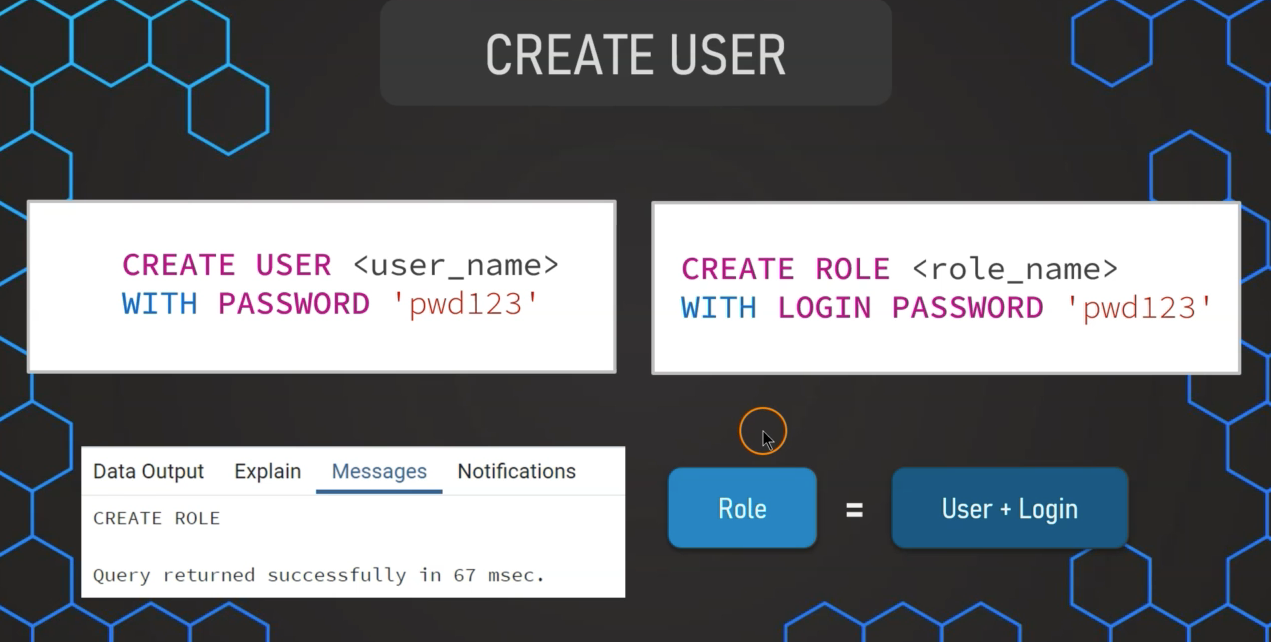 CREATE USER
CREATE USER <user_name>
WITH PASSWORD 'pwd123'
CREATE ROLE <role_name>
WITH LOGIN PASSWORD 'pwd123'
Data Output Explain Messages Notifications
CREATE ROLE
Query returned successfully in 67 msec.
Role = User + Login